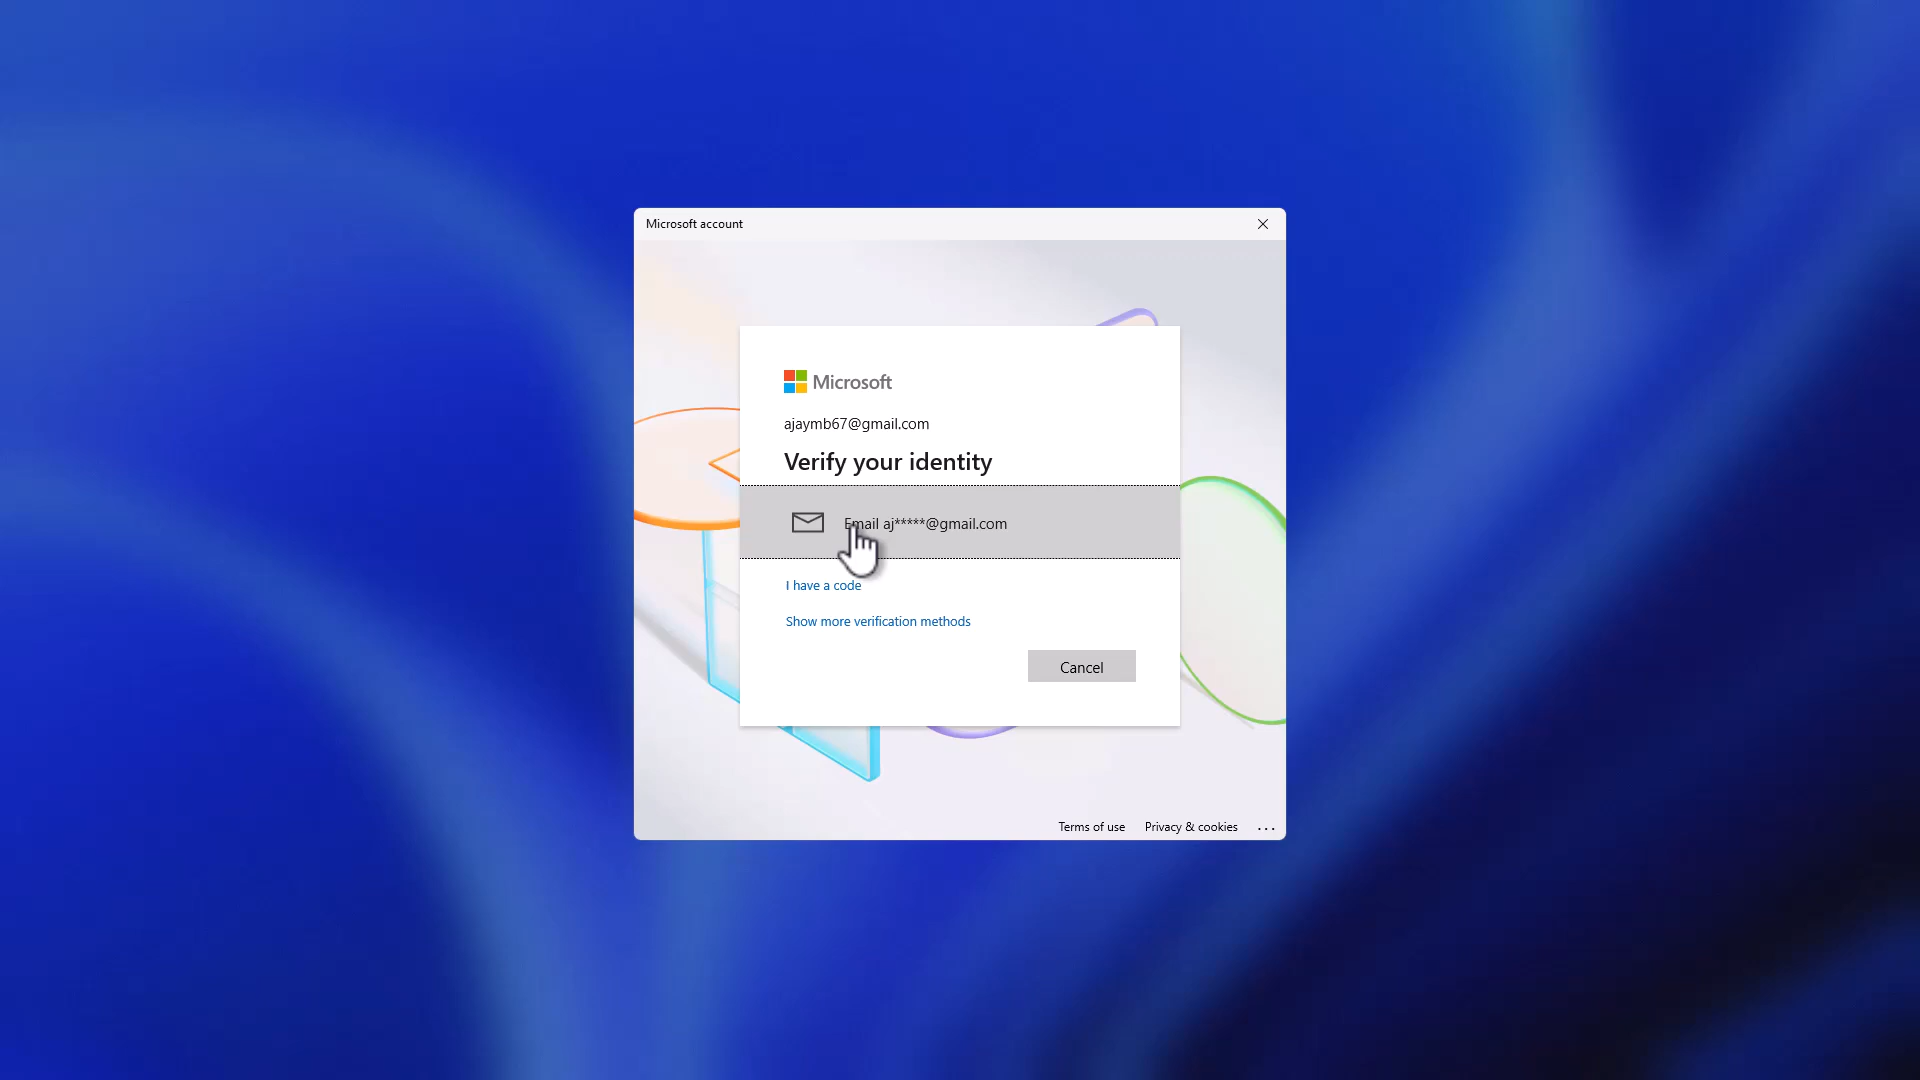 Microsoft account
Microsoft
ajaymb67@gmail.com
Verify your identity
Email aj*****@gmail.com
I have a code
Show more verification methods
Cancel
Terms of use Privacy & cookies ...